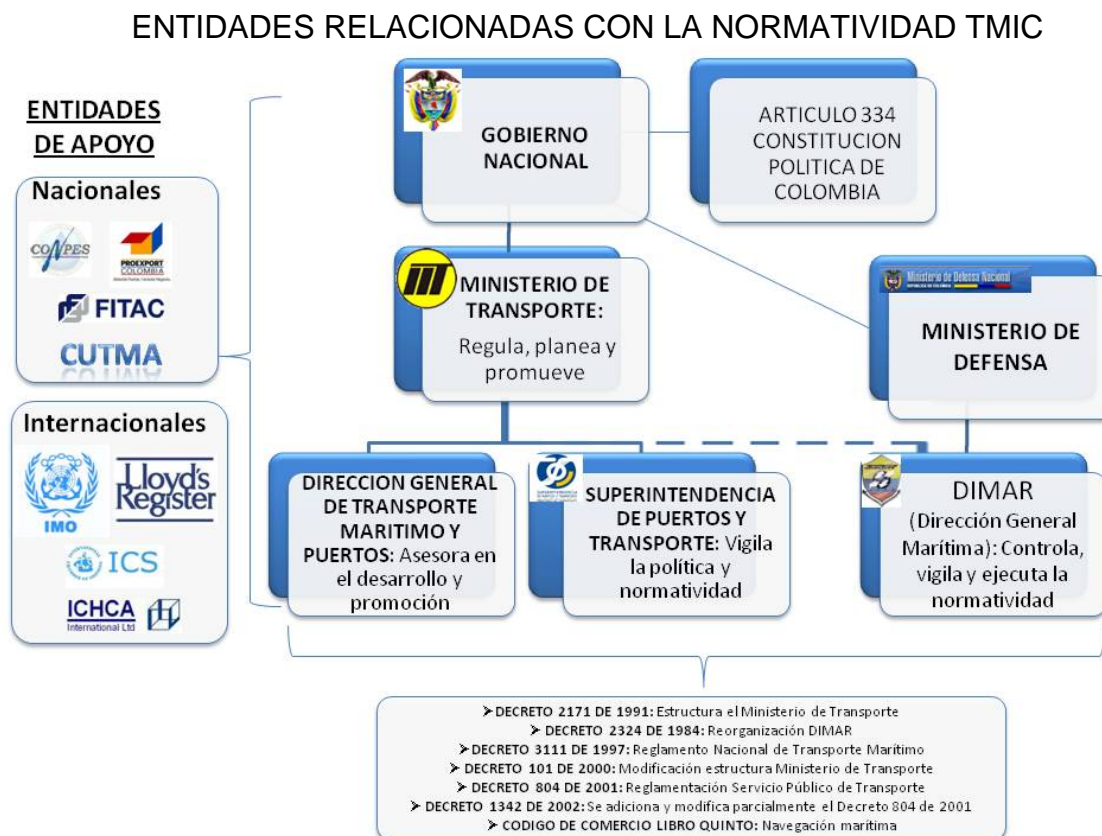 ENTIDADES RELACIONADAS CON LA NORMATIVIDAD TMIC
ENTIDADES
DE APOYO
Nacionales
CONPES
PROEXPORT
COLOMBIA
FITAC
CUTMA
Internacionales
IMO
Lloyd's
Register
ICS
ICHCA
International Ltd
GOBIERNO
NACIONAL
ARTICULO 334
CONSTITUCION
POLITICA DE
COLOMBIA
MINISTERIO DE
TRANSPORTE:
Regula, planea y
promueve
Ministerio de Defensa Nacional
REPUBLICA DE COLOMBIA
MINISTERIO DE
DEFENSA
DIRECCION GENERAL
DE TRANSPORTE
MARITIMO Y
PUERTOS: Asesora en
el desarrollo y
promoción
SUPERINTENDENCIA
DE PUERTOS Y
TRANSPORTE: Vigila
la política y
normatividad
DIMAR
(Dirección General
Marítima): Controla,
vigila y ejecuta la
normatividad
➤ DECRETO 2171 DE 1991: Estructura el Ministerio de Transporte
➤ DECRETO 2324 DE 1984: Reorganización DIMAR
➤ DECRETO 3111 DE 1997: Reglamento Nacional de Transporte Marítimo
➤ DECRETO 101 DE 2000: Modificación estructura Ministerio de Transporte
➤ DECRETO 804 DE 2001: Reglamentación Servicio Público de Transporte
➤ DECRETO 1342 DE 2002: Se adiciona y modifica parcialmente el Decreto 804 de 2001
➤ CODIGO DE COMERCIO LIBRO QUINTO: Navegación marítima